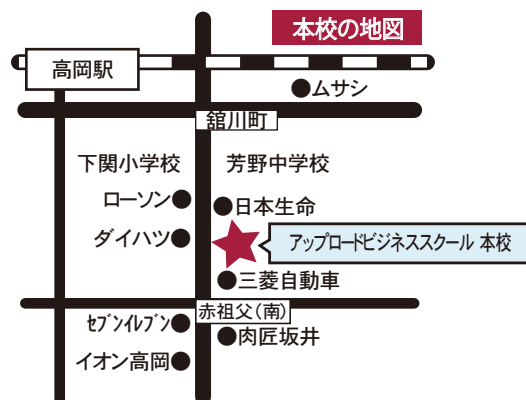 本校の地図
高岡駅
ムサシ
舘川町
下関小学校
芳野中学校
ローソン
日本生命
ダイハツ
アップロードビジネススクール 本校
三菱自動車
赤祖父(南)
ｾﾌﾞﾝｲﾚﾌﾞﾝ
肉匠坂井
イオン高岡